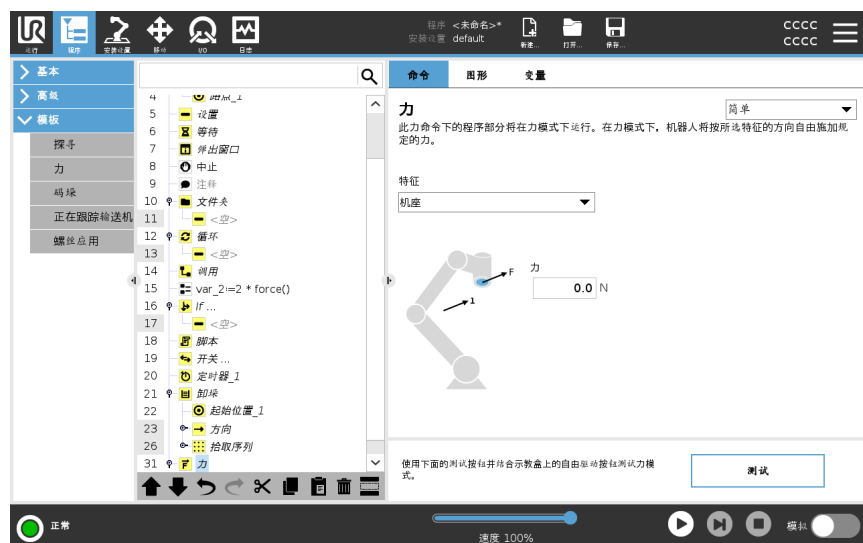 UR
运行
程序
安装设置
移动
I/O
日志
程序 <未命名>*
安装设置 default
新建...
打开...
保存...
CCCC
CCCC
基本
高级
模板
探寻
力
码垛
正在跟踪输送机
螺丝应用
4 路点_1
5 设置
6 等待
7 弹出窗口
8 中止
9 注释
10 文件夹
11 <空>
12 循环
13 <空>
14 调用
15 var_2:=2 * force()
16 If ...
17 <空>
18 脚本
19 开关 ...
20 定时器_1
21 卸垛
22 起始位置_1
23 方向
26 拾取序列
31 力
命令 图形 变量
力
简单
此力命令下的程序部分将在力模式下运行。在力模式下，机器人将按所选特征的方向自由施加规
定的力。
特征
机座
F
1
力
0.0 N
使用下面的测试按钮并结合示教盒上的自由驱动按钮测试力模
式。
测试
正常
速度 100%
模拟